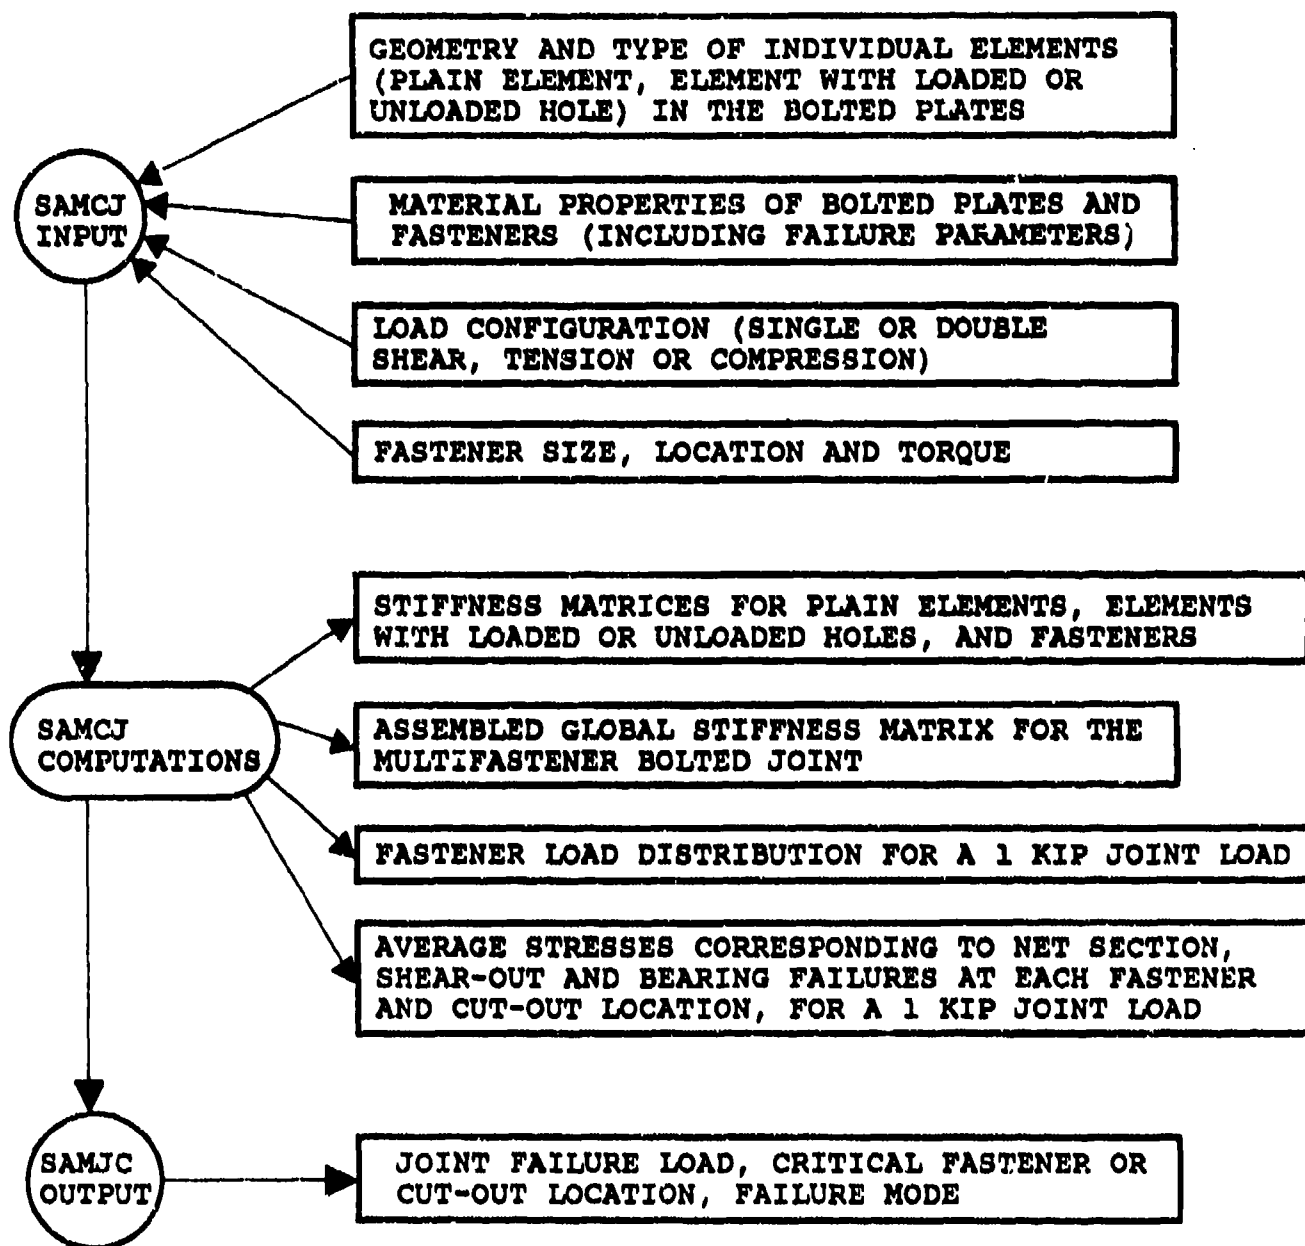 GEOMETRY AND TYPE OF INDIVIDUAL ELEMENTS
(PLAIN ELEMENT, ELEMENT WITH LOADED OR
UNLOADED HOLE) IN THE BOLTED PLATES
SAMCJ
INPUT
MATERIAL PROPERTIES OF BOLTED PLATES AND
FASTENERS (INCLUDING FAILURE PARAMETERS)
LOAD CONFIGURATION (SINGLE OR DOUBLE
SHEAR, TENSION OR COMPRESSION)
FASTENER SIZE, LOCATION AND TORQUE
STIFFNESS MATRICES FOR PLAIN ELEMENTS, ELEMENTS
WITH LOADED OR UNLOADED HOLES, AND FASTENERS
SAMCJ
COMPUTATIONS
ASSEMBLED GLOBAL STIFFNESS MATRIX FOR THE
MULTIFASTENER BOLTED JOINT
FASTENER LOAD DISTRIBUTION FOR A 1 KIP JOINT LOAD
AVERAGE STRESSES CORRESPONDING TO NET SECTION,
SHEAR-OUT AND BEARING FAILURES AT EACH FASTENER
AND CUT-OUT LOCATION, FOR A 1 KIP JOINT LOAD
SAMJC
OUTPUT
JOINT FAILURE LOAD, CRITICAL FASTENER OR
CUT-OUT LOCATION, FAILURE MODE